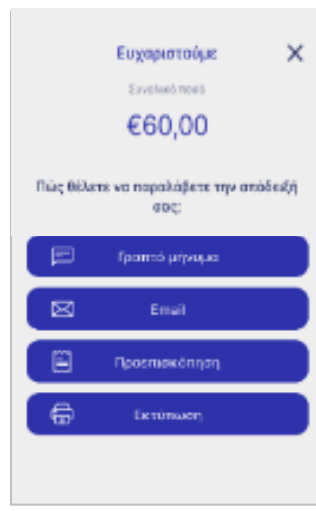 Ευχαριστούμε
Συνολικό ποσό
€60,00
Πώς θέλετε να παραλάβετε την απόδειξή
σας;
Γραπτό μήνυμα
Email
Προεπισκόπηση
Εκτύπωση